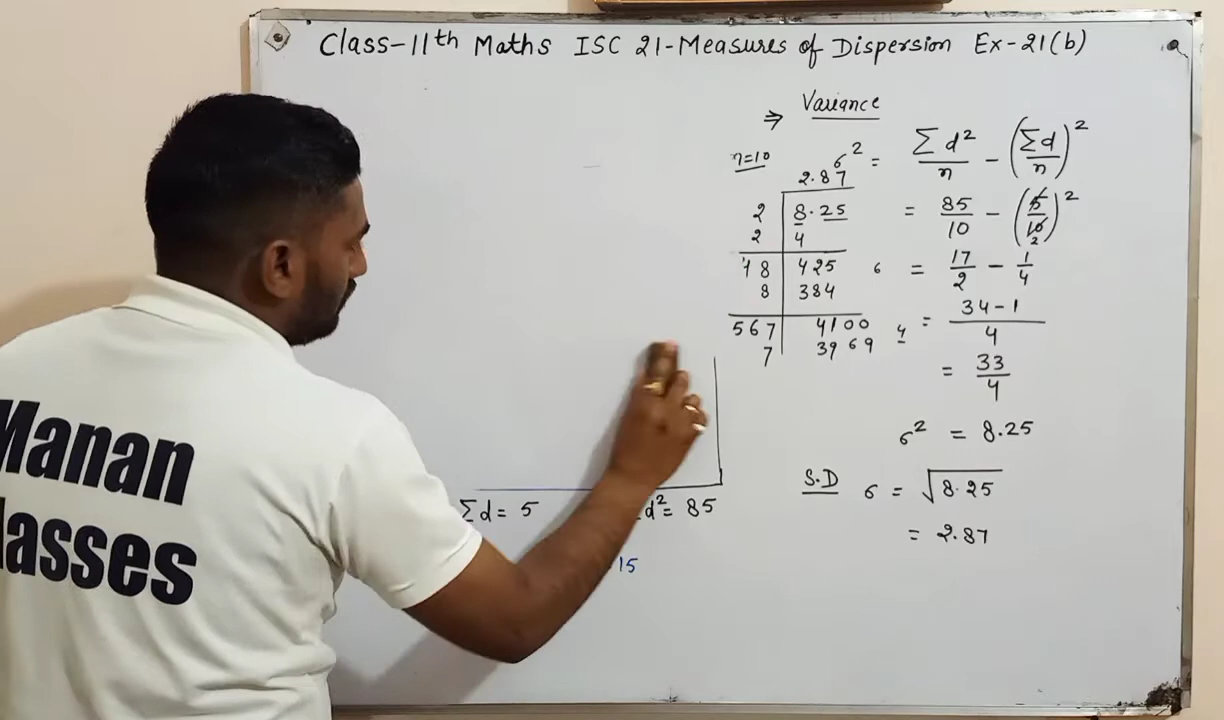 Class-11th Maths ISC 21-Measures of Dispersion Ex-21(b)
⇒ Variance
n=10
σ² = Σd²/n - (Σd/n)²
= 85/10 - (5/10)²
2
6 = 17/2 - 1/4
= 34-1/4
= 33/4
σ² = 8.25
S.D σ = √8.25
= 2.87
2.87
2 8.25
2 4
48 425
8 384
567 4100
7 3969
4
Σd = 5
d² = 85
15
Manan
lasses